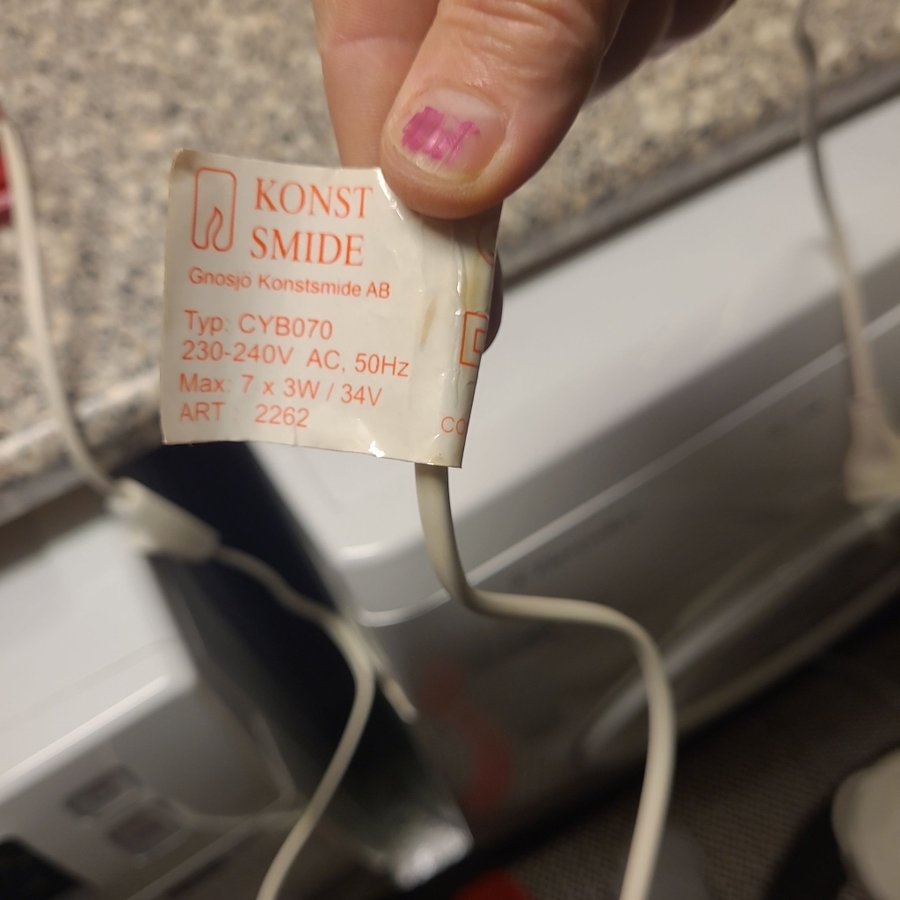 KONST
SMIDE
Gnosjö Konstsmide AB
Typ: CYB070
230-240V AC, 50Hz
Max: 7 x 3W / 34V
ART : 2262